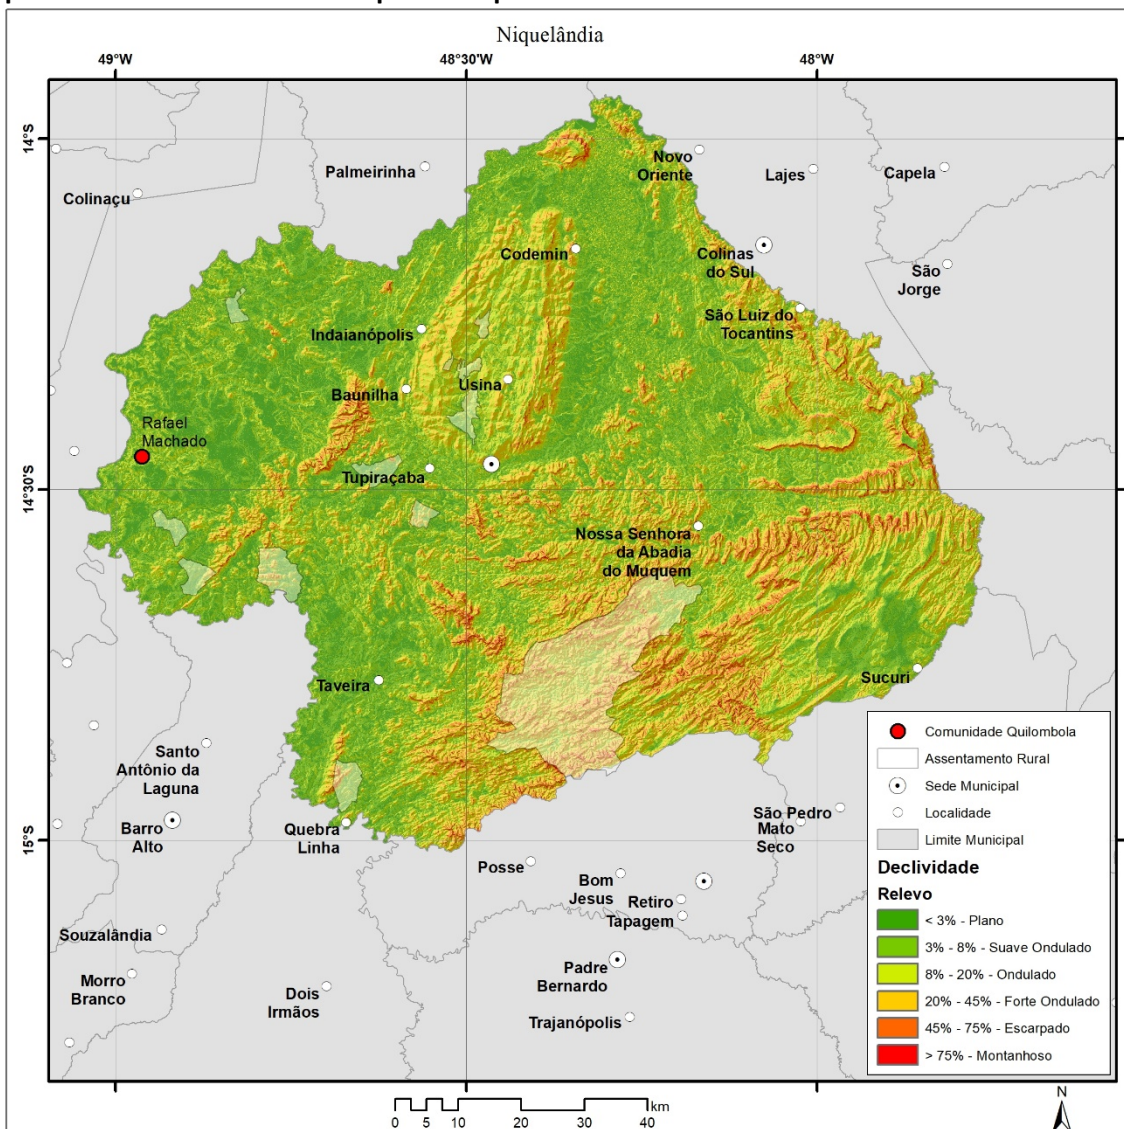 Niquelândia
49°W
48°30'W
48°W
14°S
14°30'S
15°S
Colinaçu
Palmeirinha
Novo
Oriente
Lajes
Capela
Codemin
Colinas
do Sul
São
Jorge
Indaianópolis
São Luiz do
Tocantins
Baunilha
Usina
Rafael
Machado
Tupiraçaba
Nossa Senhora
da Abadia
do Muquem
Taveira
Sucuri
Santo
Antônio da
Laguna
Barro
Alto
Quebra
Linha
São Pedro
Mato
Seco
Posse
Bom
Jesus
Retiro
Tapagem
Souzalândia
Padre
Bernardo
Morro
Branco
Dois
Irmãos
Trajanópolis
Comunidade Quilombola
Assentamento Rural
Sede Municipal
Localidade
Limite Municipal
Declividade
Relevo
< 3% - Plano
3% - 8% - Suave Ondulado
8% - 20% - Ondulado
20% - 45% - Forte Ondulado
45% - 75% - Escarpado
> 75% - Montanhoso
km
0 5 10 20 30 40
N